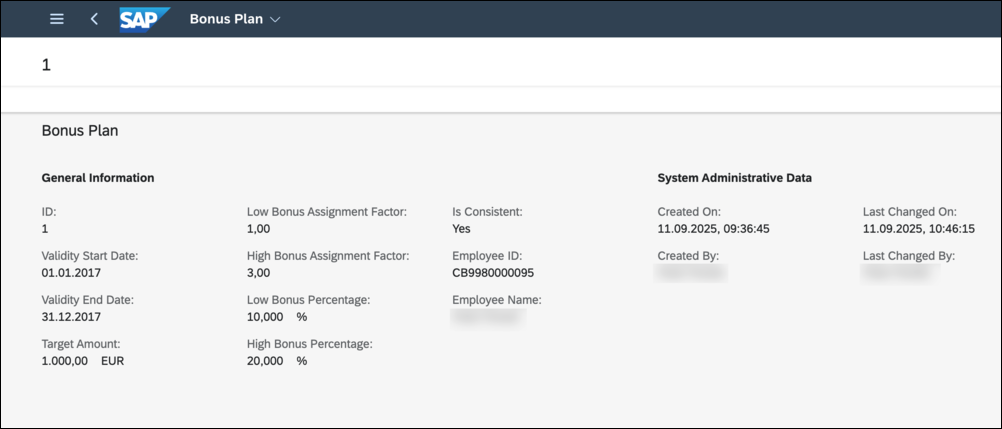 SAP Bonus Plan
1
Bonus Plan
General Information
ID:
1
Validity Start Date:
01.01.2017
Validity End Date:
31.12.2017
Target Amount:
1.000,00 EUR
Low Bonus Assignment Factor:
1,00
High Bonus Assignment Factor:
3,00
Low Bonus Percentage:
10,000 %
High Bonus Percentage:
20,000 %
Is Consistent:
Yes
Employee ID:
CB9980000095
Employee Name:
System Administrative Data
Created On:
11.09.2025, 09:36:45
Created By:
Last Changed On:
11.09.2025, 10:46:15
Last Changed By: